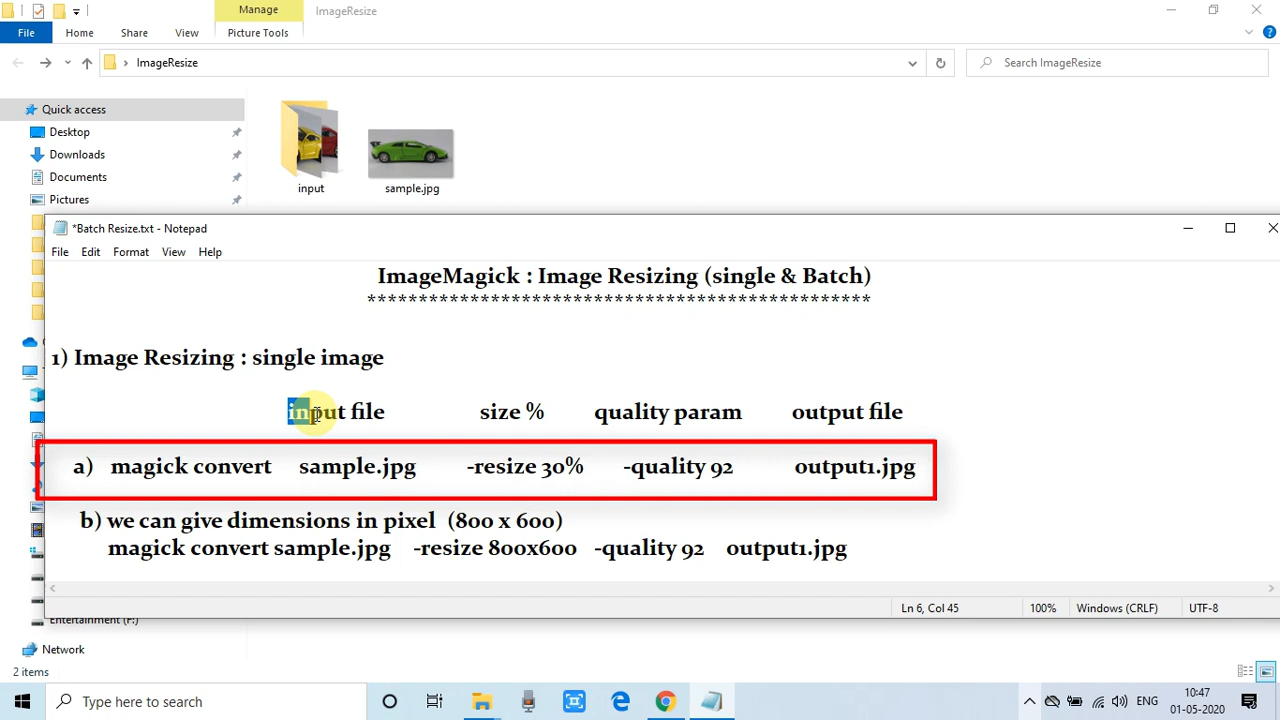 Manage
ImageResize
File
Home
Share
View
Picture Tools
ImageResize
Search ImageResize
Quick access
Desktop
Downloads
Documents
Pictures
input
sample.jpg
*Batch Resize.txt - Notepad
File
Edit
Format
View
Help
ImageMagick : Image Resizing (single & Batch)
************************************************
1) Image Resizing : single image
input file size % quality param output file
a) magick convert sample.jpg -resize 30% -quality 92 output1.jpg
b) we can give dimensions in pixel (800 x 600)
magick convert sample.jpg -resize 800x600 -quality 92 output1.jpg
Ln 6, Col 45
100%
Windows (CRLF)
UTF-8
Entertainment (F:)
Network
2 items
Type here to search
ENG
10:47
01-05-2020